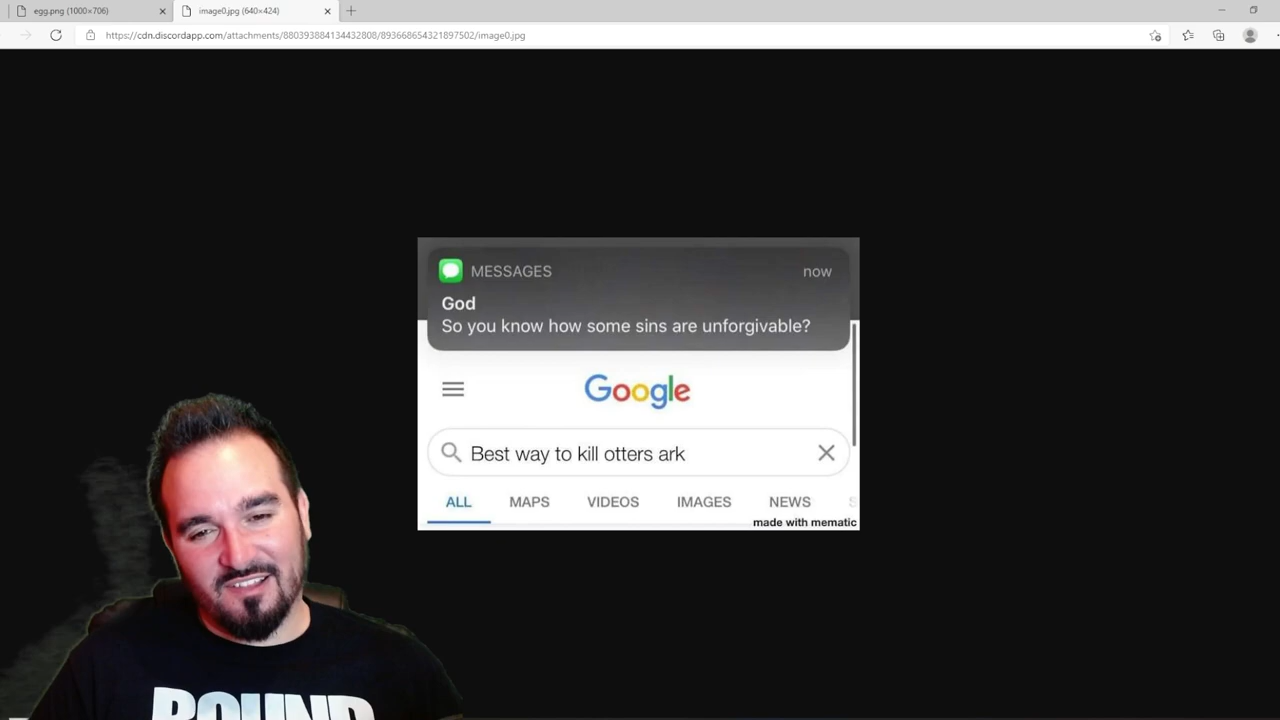 egg.png (1000×706)
image0.jpg (640×424)
https://cdn.discordapp.com/attachments/880393884134432808/893668654321897502/image0.jpg
MESSAGES
now
God
So you know how some sins are unforgivable?
Google
Best way to kill otters ark
ALL MAPS VIDEOS IMAGES NEWS S
made with mematic